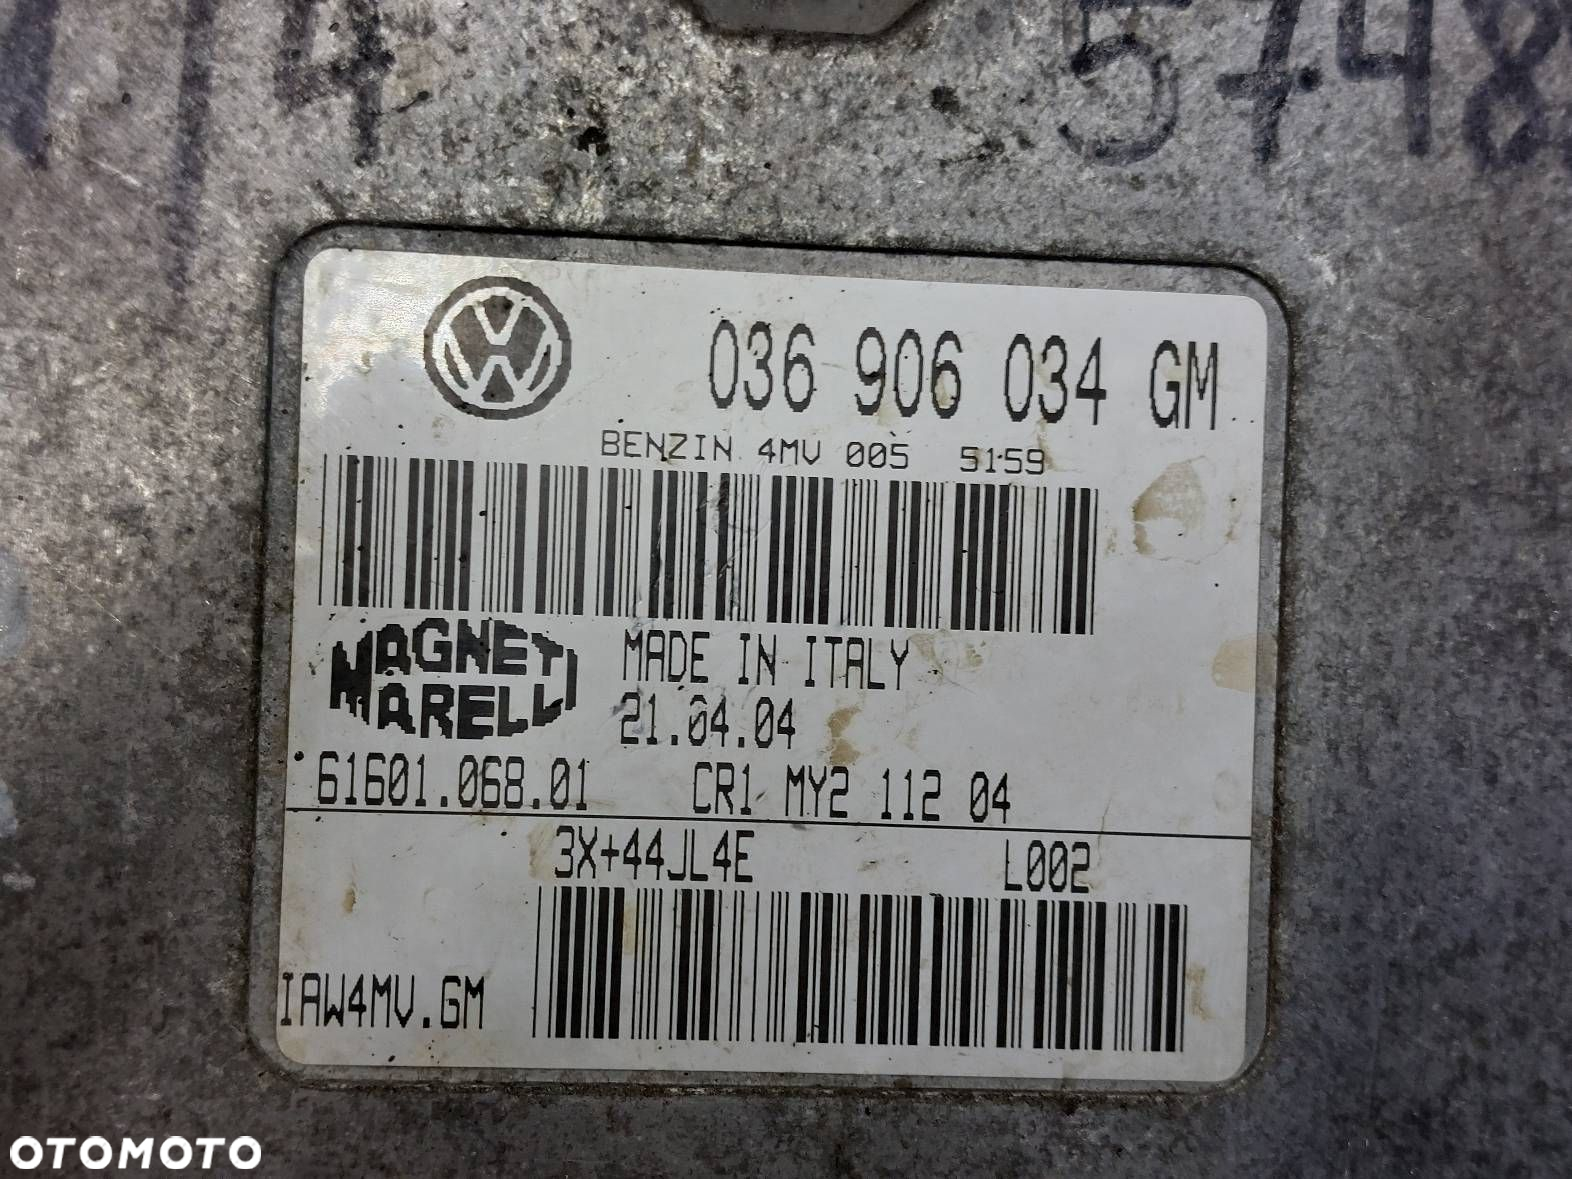 114 5748
036 906 034 GM
BENZIN 4MV 005 5159
MAGNETI MARELLI
MADE IN ITALY
21.04.04
61601.068.01 CR1 MY2 112 04
3X+44JL4E L002
IAW4MV.GM
OTOMOTO